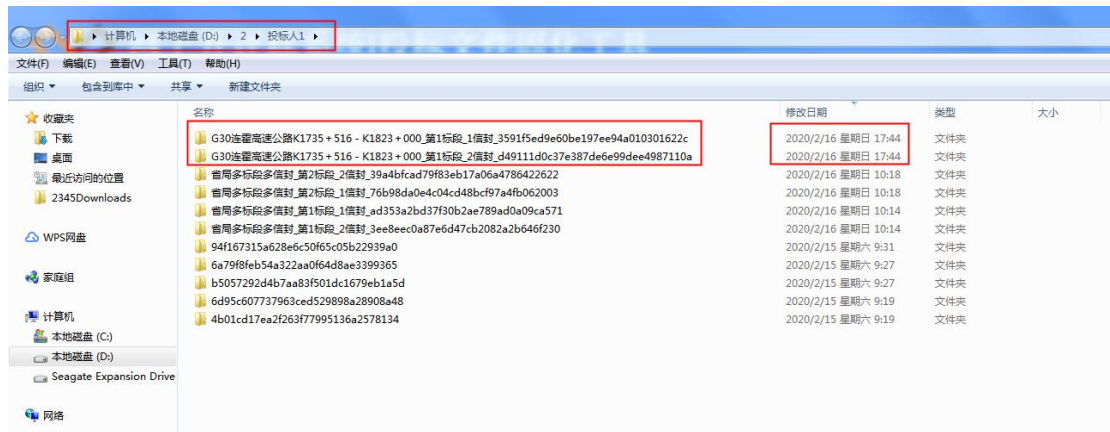 计算机 ▸ 本地磁盘 (D:) ▸ 2 ▸ 投标人1 ▸
文件(F) 编辑(E) 查看(V) 工具(T) 帮助(H)
组织 包含到库中 共享 新建文件夹
名称 修改日期 类型 大小
收藏夹
下载
桌面
最近访问的位置
2345Downloads
WPS网盘
家庭组
计算机
本地磁盘 (C:)
本地磁盘 (D:)
Seagate Expansion Drive
网络
G30连霍高速公路K1735+516-K1823+000_第1标段_1信封_3591f5ed9e60be197ee94a010301622c 2020/2/16 星期日 17:44 文件夹
G30连霍高速公路K1735+516-K1823+000_第1标段_2信封_d49111d0c37e387de6e99dee4987110a 2020/2/16 星期日 17:44 文件夹
省局多标段多信封_第2标段_2信封_39a4bfcad79f83eb17a06a4786422622 2020/2/16 星期日 10:18 文件夹
省局多标段多信封_第2标段_1信封_76b98da0e4c04cd48bcf97a4fb062003 2020/2/16 星期日 10:18 文件夹
省局多标段多信封_第1标段_1信封_ad353a2bd37f30b2ae789ad0a09ca571 2020/2/16 星期日 10:14 文件夹
省局多标段多信封_第1标段_2信封_3ee8eec0a87e6d47cb2082a2b646f230 2020/2/16 星期日 10:14 文件夹
94f167315a628e6c50f65c05b22939a0 2020/2/15 星期六 9:31 文件夹
6a79f8feb54a322aa0f64d8ae3399365 2020/2/15 星期六 9:27 文件夹
b5057292d4b7aa83f501dc1679eb1a5d 2020/2/15 星期六 9:27 文件夹
6d95c607737963ced529898a28908a48 2020/2/15 星期六 9:19 文件夹
4b01cd17ea2f263f77995136a2578134 2020/2/15 星期六 9:19 文件夹